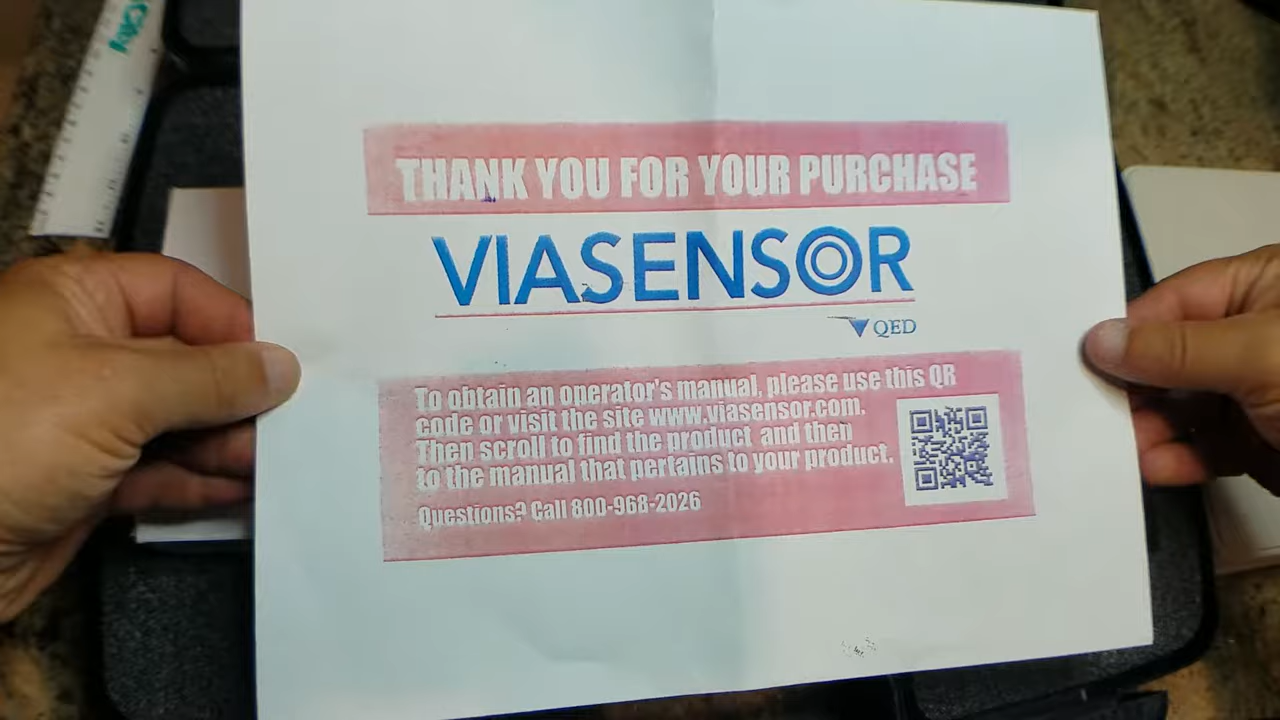 THANK YOU FOR YOUR PURCHASE
VIASENSOR
QED
To obtain an operator's manual, please use this QR
code or visit the site www.viasensor.com.
Then scroll to find the product and then
to the manual that pertains to your product.
Questions? Call 800-968-2026